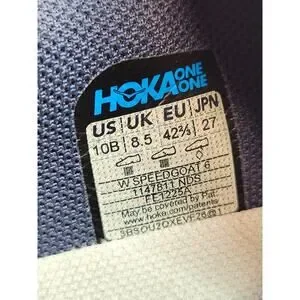 HOKA ONE ONE
US UK EU JPN
10B 8.5 42⅔ 27
W SPEEDGOAT 6
1147811 NDS
FE1225A
May be covered by Pat.
www.hoka.com/patents